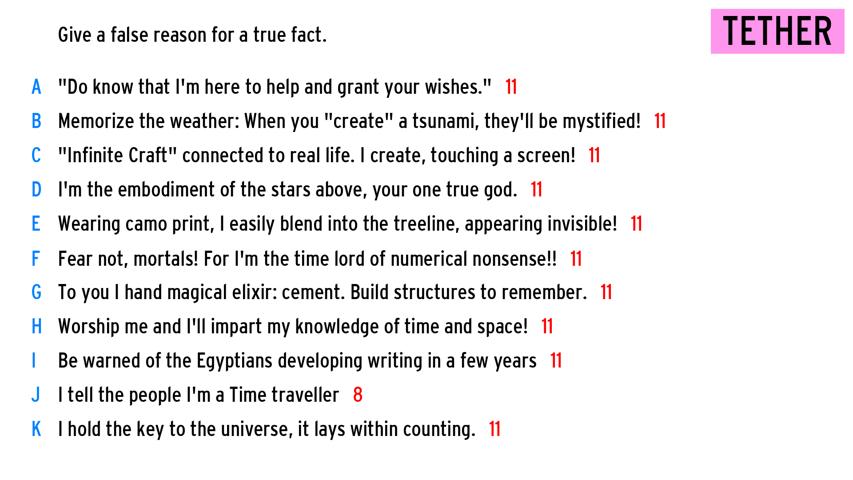 Give a false reason for a true fact.
TETHER
A "Do know that I'm here to help and grant your wishes." 11
B Memorize the weather: When you "create" a tsunami, they'll be mystified! 11
C "Infinite Craft" connected to real life. I create, touching a screen! 11
D I'm the embodiment of the stars above, your one true god. 11
E Wearing camo print, I easily blend into the treeline, appearing invisible! 11
F Fear not, mortals! For I'm the time lord of numerical nonsense!! 11
G To you I hand magical elixir: cement. Build structures to remember. 11
H Worship me and I'll impart my knowledge of time and space! 11
I Be warned of the Egyptians developing writing in a few years 11
J I tell the people I'm a Time traveller 8
K I hold the key to the universe, it lays within counting. 11